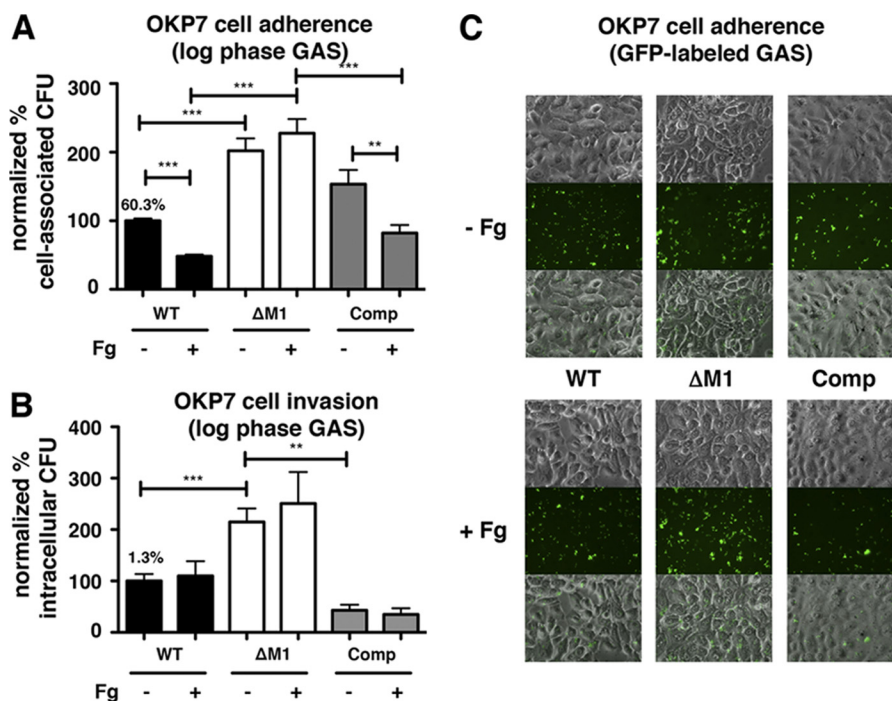 A
OKP7 cell adherence
(log phase GAS)
normalized %
cell-associated CFU
300
200
100
0
60.3%
***
***
***
***
**
WT
ΔM1
Comp
Fg - + - + - +
B
OKP7 cell invasion
(log phase GAS)
normalized %
intracellular CFU
400
300
200
100
0
1.3%
***
**
WT
ΔM1
Comp
Fg - + - + - +
C
OKP7 cell adherence
(GFP-labeled GAS)
- Fg
WT
ΔM1
Comp
+ Fg